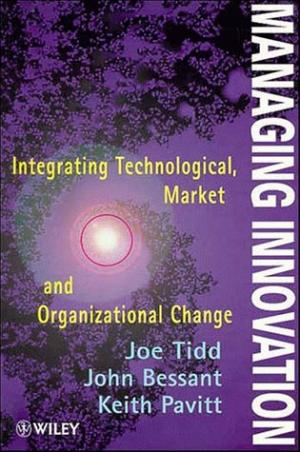 MANAGING INNOVATION
Integrating Technological,
Market
and
Organizational Change
Joe Tidd
John Bessant
Keith Pavitt
WILEY